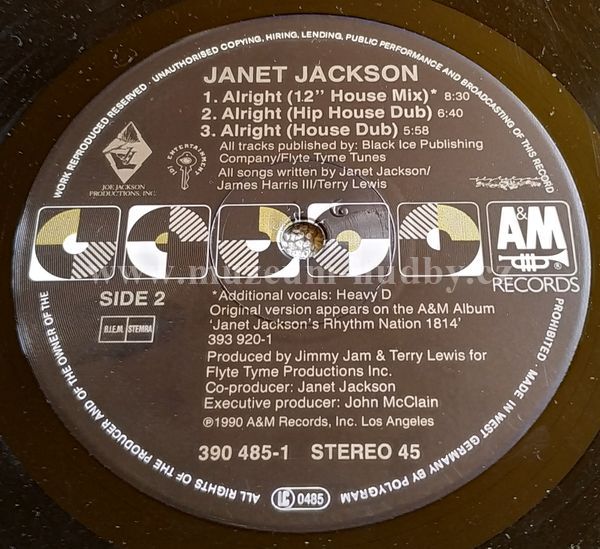 WORK REPRODUCED RESERVED · UNAUTHORISED COPYING, HIRING, LENDING, PUBLIC PERFORMANCE AND BROADCASTING OF THIS RECORD PROHIBITED · MADE IN WEST GERMANY BY POLYGRAM
ALL RIGHTS OF THE PRODUCER AND OF THE OWNER OF THE
JANET JACKSON
1. Alright (12" House Mix)* 8:30
2. Alright (Hip House Dub) 6:40
3. Alright (House Dub) 5:58
All tracks published by: Black Ice Publishing
Company/Flyte Tyme Tunes
All songs written by Janet Jackson/
James Harris III/Terry Lewis
JOE JACKSON
PRODUCTIONS, INC.
ENTERTAINMENT
A&M
RECORDS
www.muzeum-hudby.cz
SIDE 2
B.I.E.M. STEMRA
*Additional vocals: Heavy D
Original version appears on the A&M Album
'Janet Jackson's Rhythm Nation 1814'
393 920-1
Produced by Jimmy Jam & Terry Lewis for
Flyte Tyme Productions Inc.
Co-producer: Janet Jackson
Executive producer: John McClain
℗1990 A&M Records, Inc. Los Angeles
390 485-1 STEREO 45
LC 0485